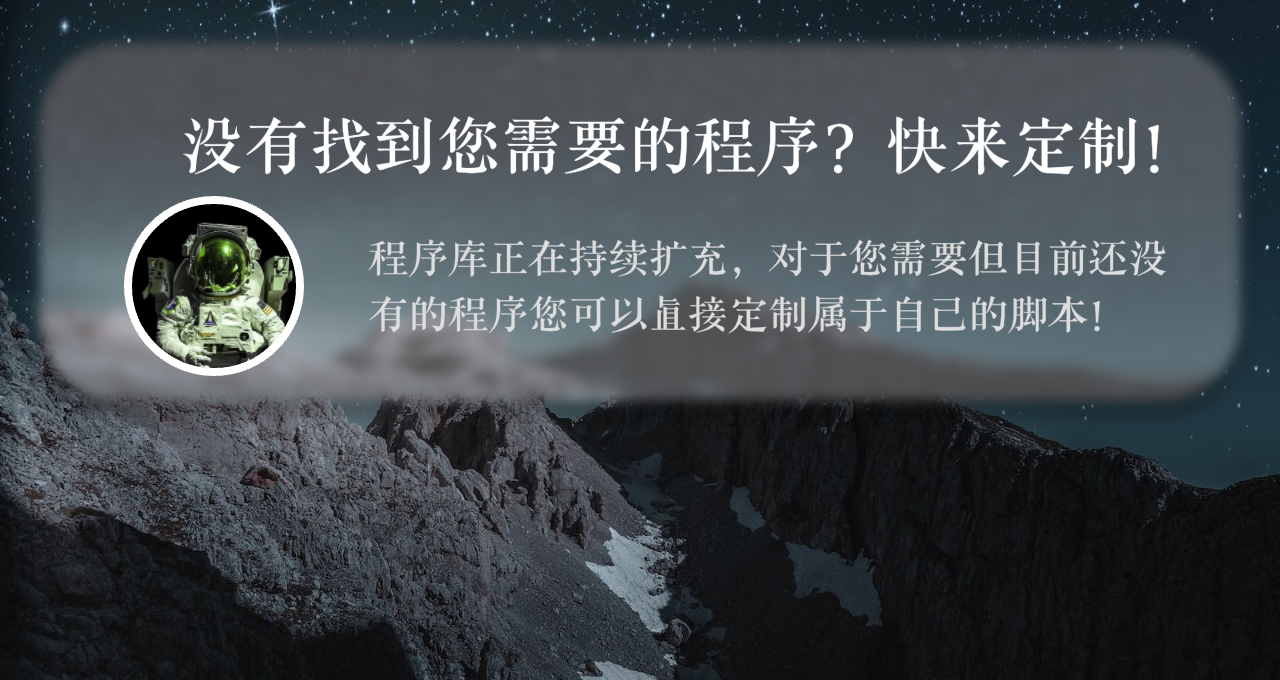 没有找到您需要的程序？快来定制！
程序库正在持续扩充，对于您需要但目前还没
有的程序您可以直接定制属于自己的脚本！